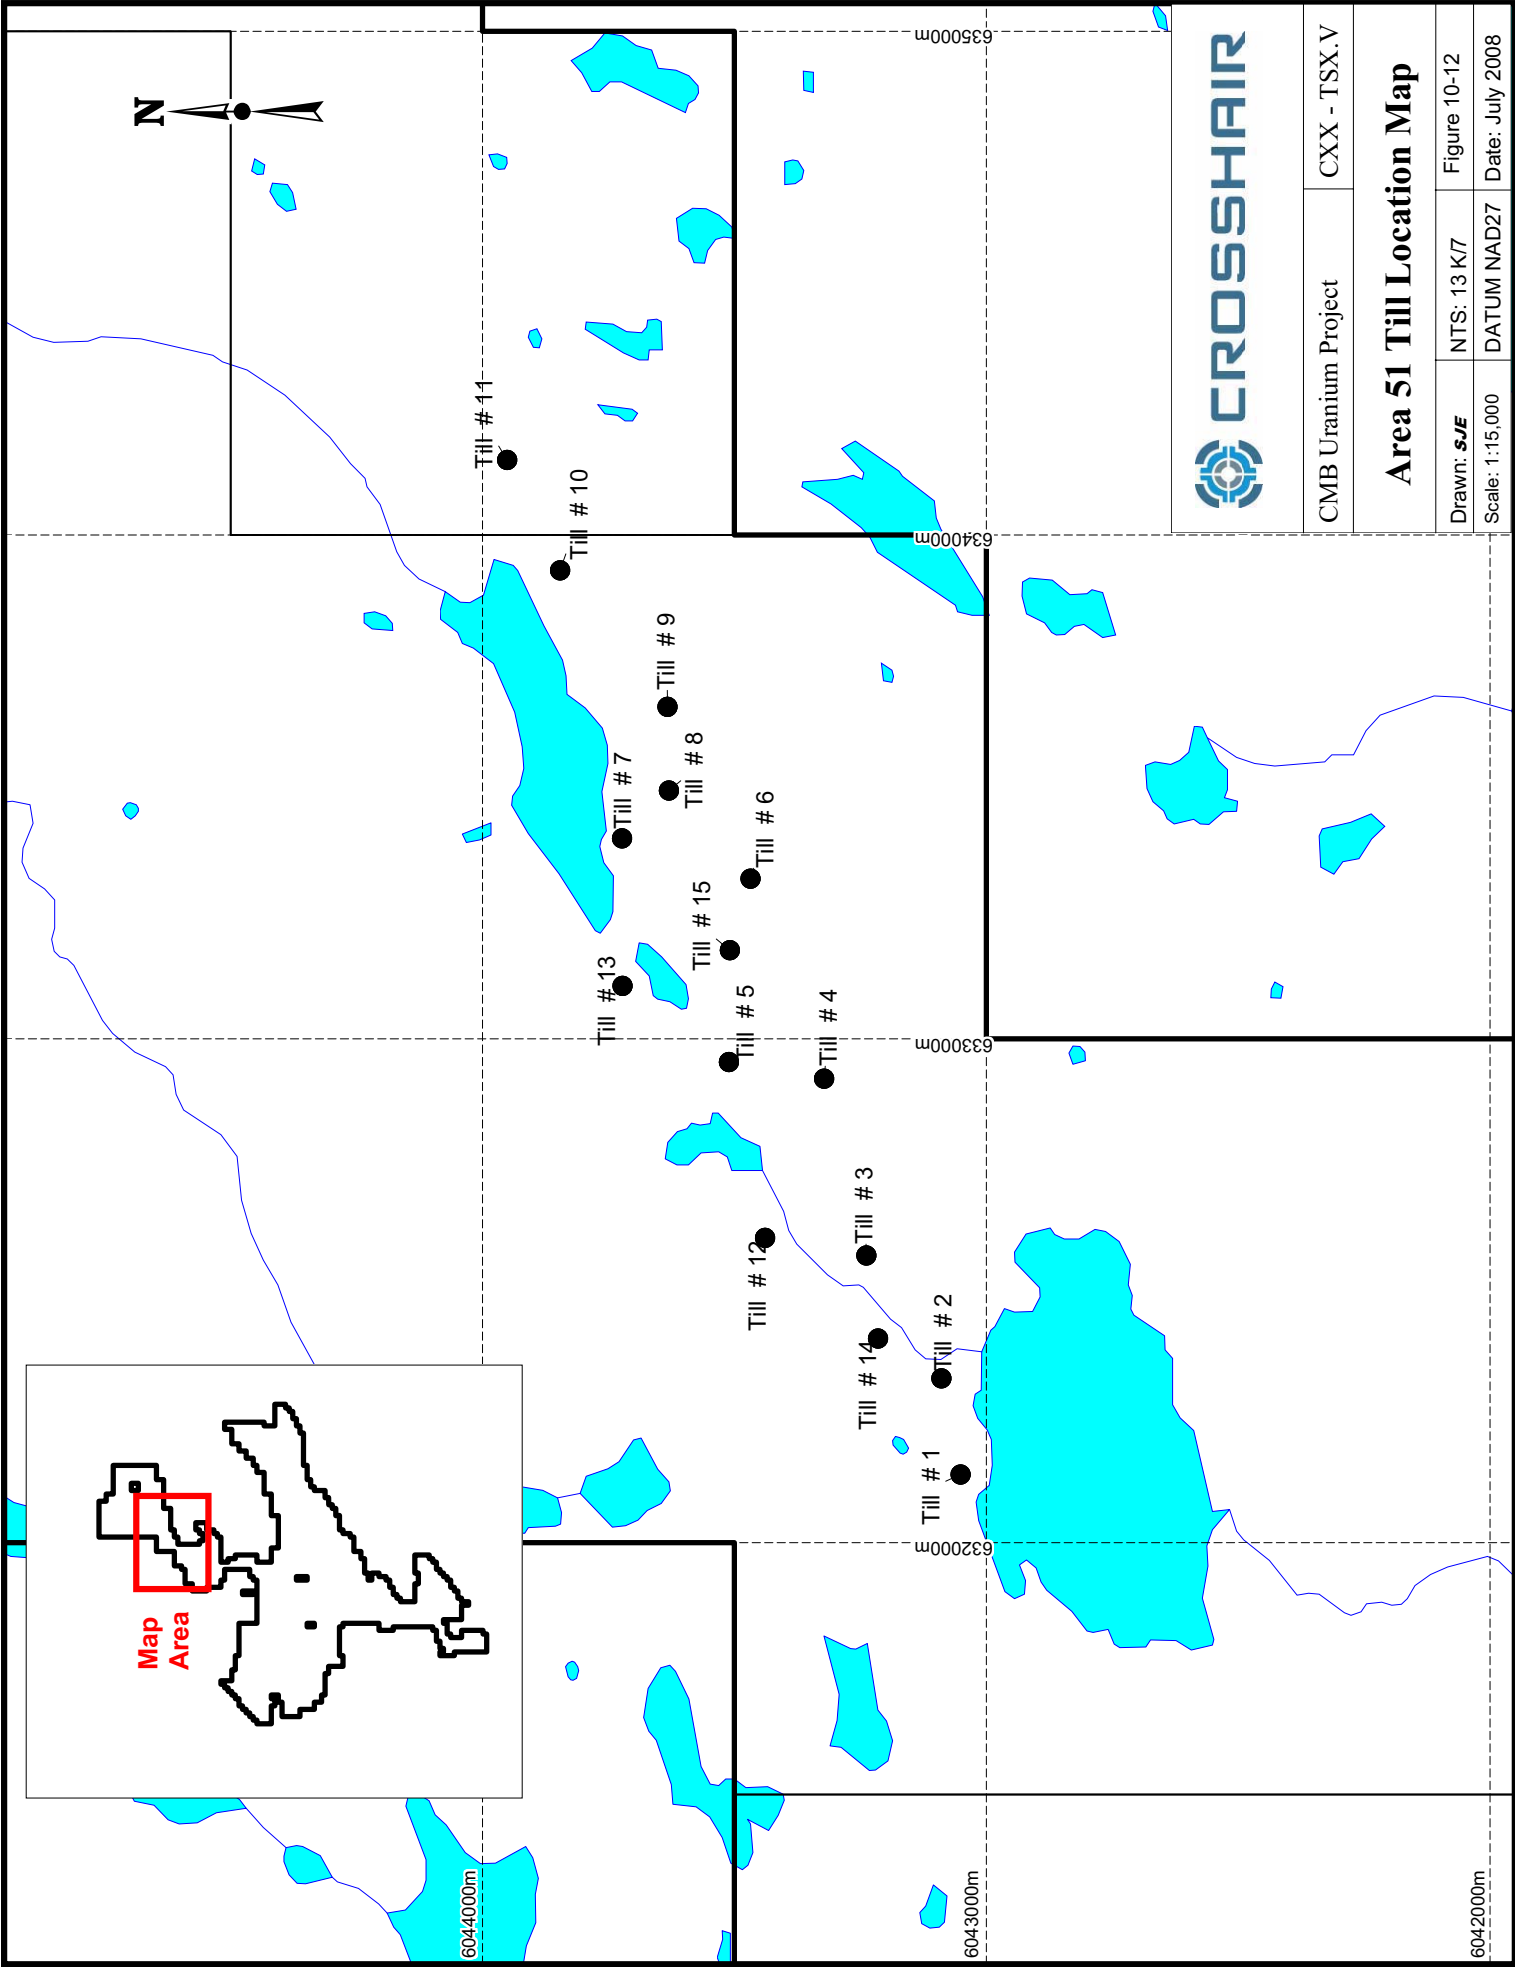 N
Map
Area
Till # 11
Till # 10
Till # 9
Till # 8
Till # 7
Till # 6
Till # 15
Till # 13
Till # 5
Till # 4
Till # 3
Till # 12
Till # 2
Till # 14
Till # 1
6044000m
6043000m
6042000m
632000m
633000m
634000m
635000m
CROSSHAIR
CMB Uranium Project
CXX - TSX.V
Area 51 Till Location Map
Drawn: SJE
NTS: 13 K/7
Figure 10-12
Scale: 1:15,000
DATUM NAD27
Date: July 2008